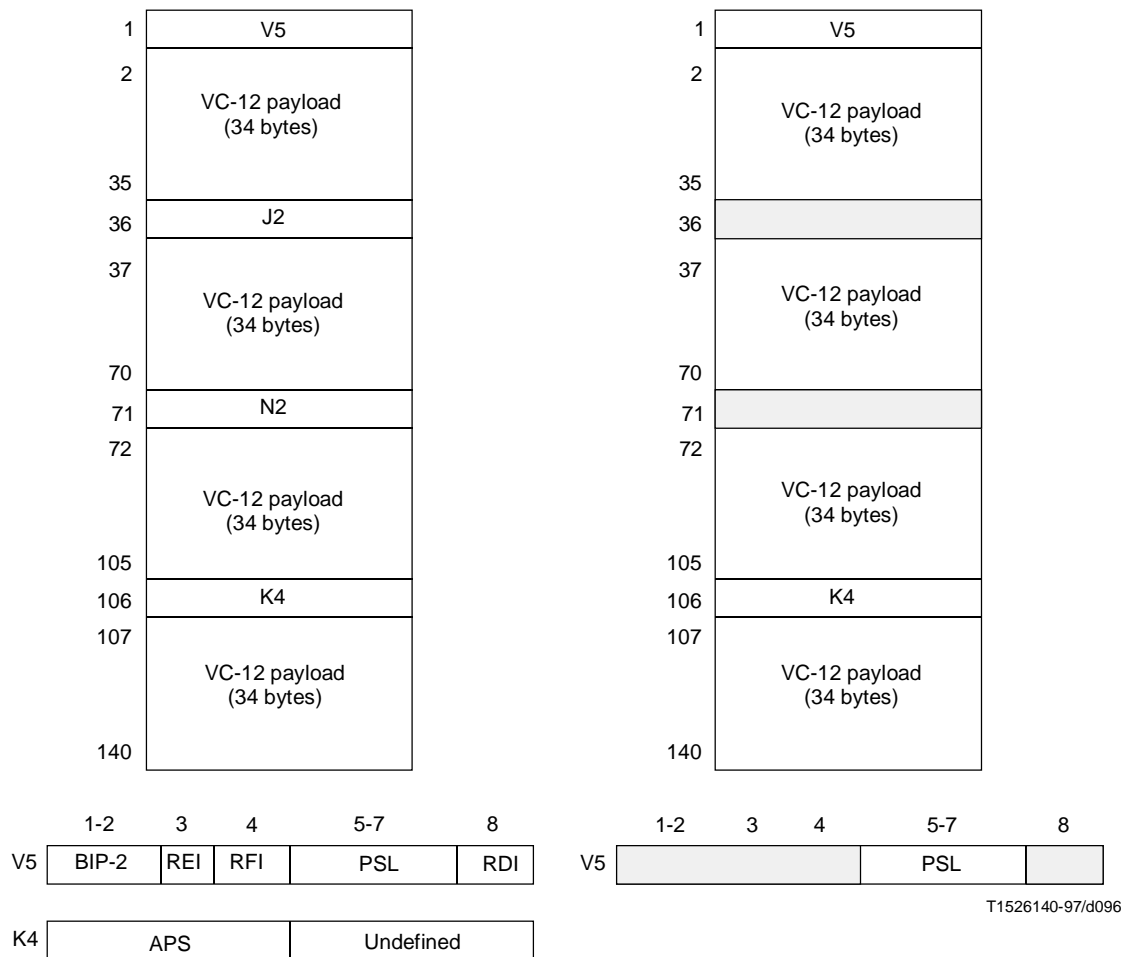 1
V5
2
VC-12 payload
(34 bytes)
35
36
J2
37
VC-12 payload
(34 bytes)
70
71
N2
72
VC-12 payload
(34 bytes)
105
106
K4
107
VC-12 payload
(34 bytes)
140
1-2 3 4 5-7 8
V5 BIP-2 REI RFI PSL RDI
K4 APS Undefined
1
V5
2
VC-12 payload
(34 bytes)
35
36
37
VC-12 payload
(34 bytes)
70
71
72
VC-12 payload
(34 bytes)
105
106
K4
107
VC-12 payload
(34 bytes)
140
1-2 3 4 5-7 8
V5 PSL
T1526140-97/d096